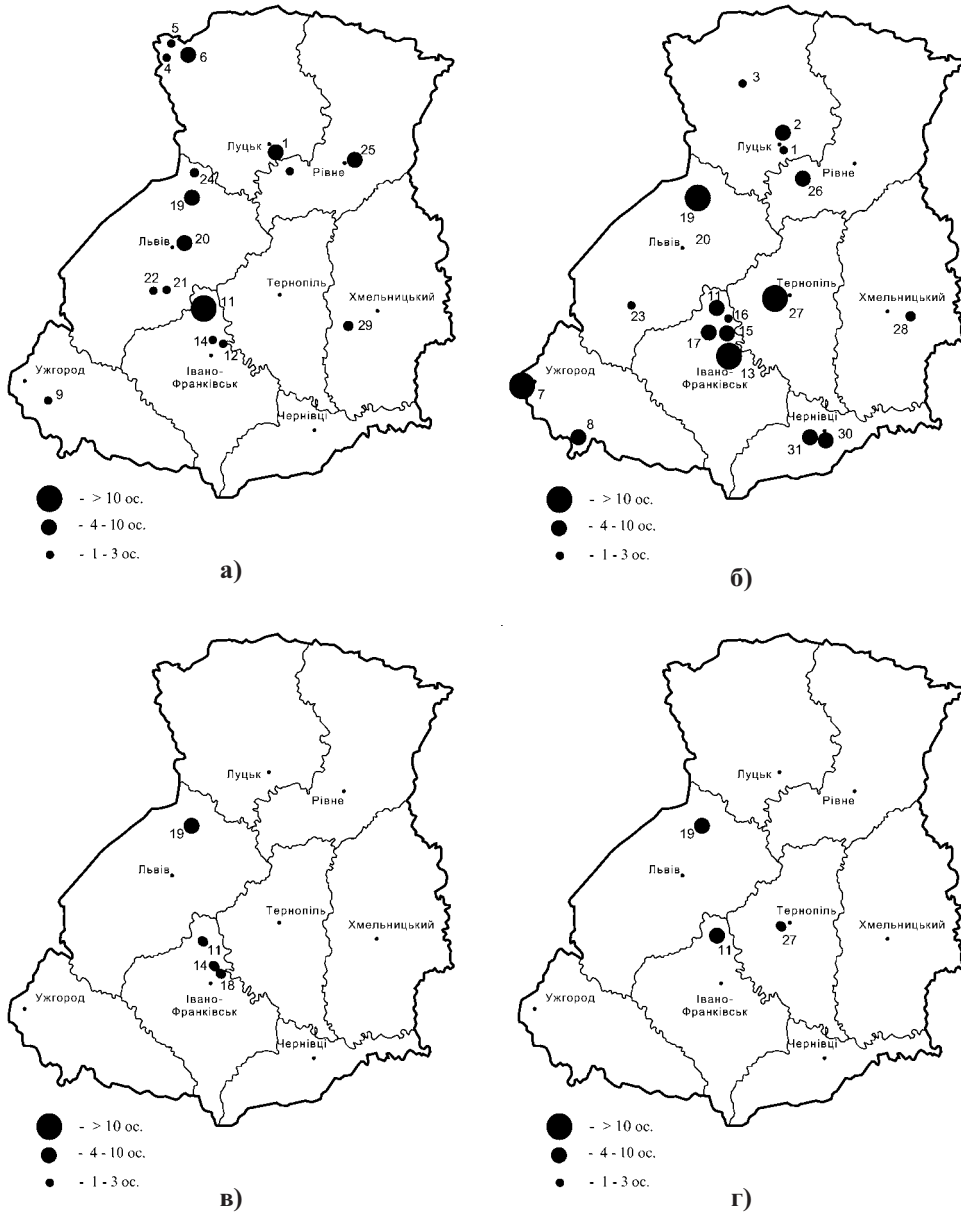 5
4
6
Луцьк
1
25
Рівне
24
19
Львів
20
22
21
11
Тернопіль
Хмельницький
29
14
12
Івано-
Франківськ
Ужгород
9
Чернівці
- > 10 ос.
- 4 - 10 ос.
- 1 - 3 ос.
а)
3
2
Луцьк
1
Рівне
26
19
Львів
20
Тернопіль
27
Хмельницький
28
23
11
16
17
15
13
Івано-
Франківськ
Ужгород
7
8
Чернівці
31
30
- > 10 ос.
- 4 - 10 ос.
- 1 - 3 ос.
б)
Луцьк
Рівне
19
Львів
Тернопіль
Хмельницький
11
14
18
Івано-
Франківськ
Ужгород
Чернівці
- > 10 ос.
- 4 - 10 ос.
- 1 - 3 ос.
в)
Луцьк
Рівне
19
Львів
Тернопіль
27
Хмельницький
11
Івано-
Франківськ
Ужгород
Чернівці
- > 10 ос.
- 4 - 10 ос.
- 1 - 3 ос.
г)